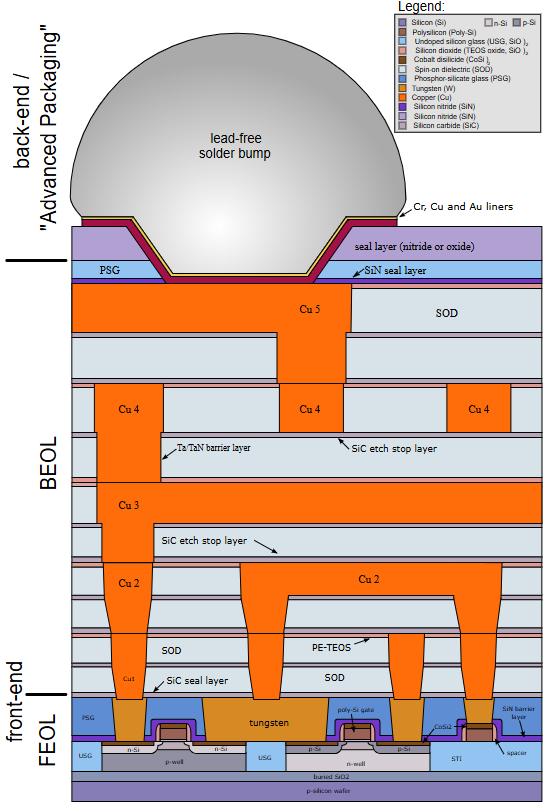 Legend:
Silicon (Si)
n-Si
p-Si
Polysilicon (Poly-Si)
Undoped silicon glass (USG, SiO )₂
Silicon dioxide (TEOS oxide, SiO )₂
Cobalt disilicide (CoSi )₂
Spin-on dielectric (SOD)
Phosphor-silicate glass (PSG)
Tungsten (W)
Copper (Cu)
Silicon nitride (SiN)
Silicon nitride (SiN)
Silicon carbide (SiC)
back-end /
"Advanced Packaging"
lead-free
solder bump
Cr, Cu and Au liners
seal layer (nitride or oxide)
PSG
SiN seal layer
Cu 5
SOD
Cu 4
Cu 4
Cu 4
BEOL
Ta/TaN barrier layer
SiC etch stop layer
Cu 3
SiC etch stop layer
Cu 2
Cu 2
SOD
PE-TEOS
Cu1
SiC seal layer
SOD
front-end
FEOL
PSG
tungsten
poly-Si gate
SiN barrier
layer
CoSi2
spacer
USG
n-Si
n-Si
p-well
USG
p-Si
p-Si
n-well
STI
buried SiO2
p-silicon wafer